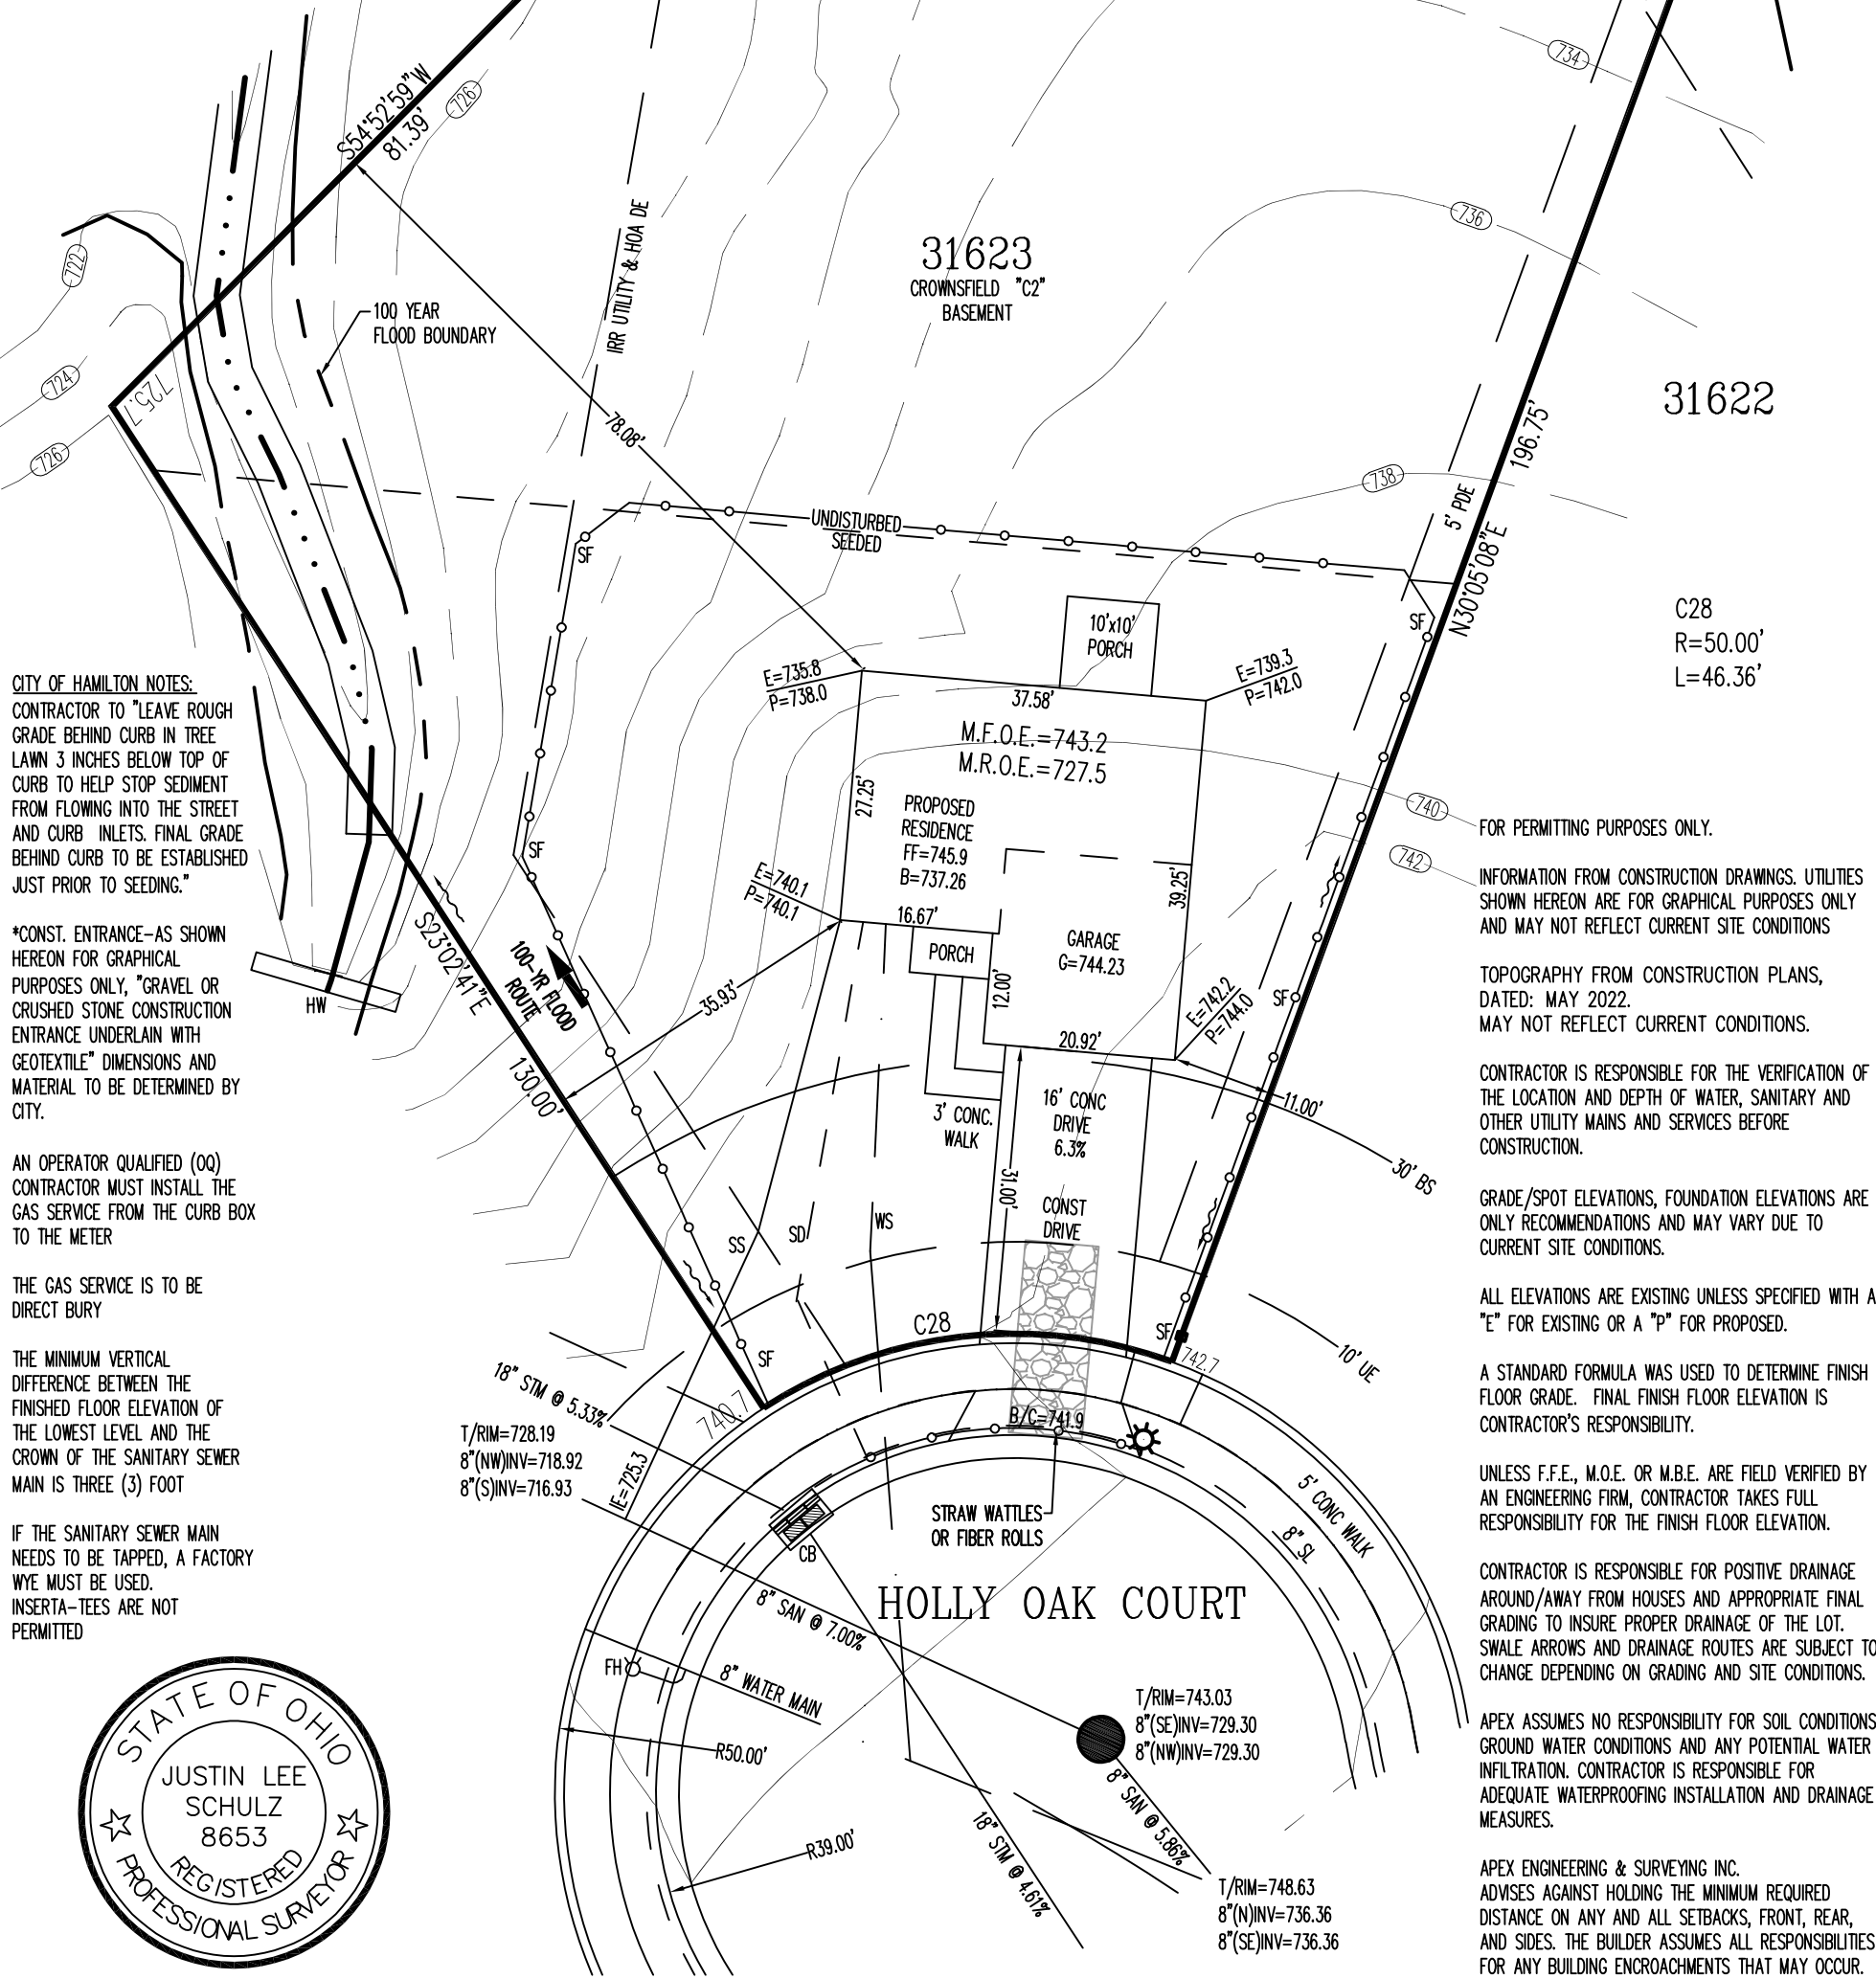 S54°52'59"W
81.39'
726
734
736
722
724
726
725.7
100 YEAR
FLOOD BOUNDARY
IRR UTILITY & HOA DE
31623
CROWNSFIELD "C2"
BASEMENT
31622
196.75'
5' PDE
N30°05'08"E
738
78.08'
UNDISTURBED
SEEDED
SF
SF
C28
R=50.00'
L=46.36'
10'x10'
PORCH
E=735.8
P=738.0
E=739.3
P=742.0
37.58'
M.F.O.E.=743.2
M.R.O.E.=727.5
27.25'
PROPOSED
RESIDENCE
FF=745.9
B=737.26
740
742
SF
E=740.1
P=740.1
16.67'
39.25'
PORCH
GARAGE
G=744.23
12.00'
E=742.2
P=744.0
SF
20.92'
S23°02'41"E
130.00'
100-YR FLOOD
ROUTE
35.93'
HW
3' CONC.
WALK
16' CONC
DRIVE
6.3%
11.00'
30' BS
31.00'
CONST
DRIVE
SS
SD
WS
C28
SF
SF
742.7
740.7
10' UE
18" STM @ 5.33%
T/RIM=728.19
8"(NW)INV=718.92
8"(S)INV=716.93
IE=725.3
B/C=741.9
STRAW WATTLES
OR FIBER ROLLS
CB
5' CONC WALK
8" SL
HOLLY OAK COURT
8" SAN @ 7.00%
FH
8" WATER MAIN
R50.00'
R39.00'
T/RIM=743.03
8"(SE)INV=729.30
8"(NW)INV=729.30
8" SAN @ 5.86%
18" STM @ 4.61%
T/RIM=748.63
8"(N)INV=736.36
8"(SE)INV=736.36
CITY OF HAMILTON NOTES:
CONTRACTOR TO "LEAVE ROUGH
GRADE BEHIND CURB IN TREE
LAWN 3 INCHES BELOW TOP OF
CURB TO HELP STOP SEDIMENT
FROM FLOWING INTO THE STREET
AND CURB INLETS. FINAL GRADE
BEHIND CURB TO BE ESTABLISHED
JUST PRIOR TO SEEDING."
*CONST. ENTRANCE-AS SHOWN
HEREON FOR GRAPHICAL
PURPOSES ONLY, "GRAVEL OR
CRUSHED STONE CONSTRUCTION
ENTRANCE UNDERLAIN WITH
GEOTEXTILE" DIMENSIONS AND
MATERIAL TO BE DETERMINED BY
CITY.
AN OPERATOR QUALIFIED (OQ)
CONTRACTOR MUST INSTALL THE
GAS SERVICE FROM THE CURB BOX
TO THE METER
THE GAS SERVICE IS TO BE
DIRECT BURY
THE MINIMUM VERTICAL
DIFFERENCE BETWEEN THE
FINISHED FLOOR ELEVATION OF
THE LOWEST LEVEL AND THE
CROWN OF THE SANITARY SEWER
MAIN IS THREE (3) FOOT
IF THE SANITARY SEWER MAIN
NEEDS TO BE TAPPED, A FACTORY
WYE MUST BE USED.
INSERTA-TEES ARE NOT
PERMITTED
STATE OF OHIO
JUSTIN LEE
SCHULZ
8653
REGISTERED
PROFESSIONAL SURVEYOR
FOR PERMITTING PURPOSES ONLY.
INFORMATION FROM CONSTRUCTION DRAWINGS. UTILITIES
SHOWN HEREON ARE FOR GRAPHICAL PURPOSES ONLY
AND MAY NOT REFLECT CURRENT SITE CONDITIONS
TOPOGRAPHY FROM CONSTRUCTION PLANS,
DATED: MAY 2022.
MAY NOT REFLECT CURRENT CONDITIONS.
CONTRACTOR IS RESPONSIBLE FOR THE VERIFICATION OF
THE LOCATION AND DEPTH OF WATER, SANITARY AND
OTHER UTILITY MAINS AND SERVICES BEFORE
CONSTRUCTION.
GRADE/SPOT ELEVATIONS, FOUNDATION ELEVATIONS ARE
ONLY RECOMMENDATIONS AND MAY VARY DUE TO
CURRENT SITE CONDITIONS.
ALL ELEVATIONS ARE EXISTING UNLESS SPECIFIED WITH A
"E" FOR EXISTING OR A "P" FOR PROPOSED.
A STANDARD FORMULA WAS USED TO DETERMINE FINISH
FLOOR GRADE. FINAL FINISH FLOOR ELEVATION IS
CONTRACTOR'S RESPONSIBILITY.
UNLESS F.F.E., M.O.E. OR M.B.E. ARE FIELD VERIFIED BY
AN ENGINEERING FIRM, CONTRACTOR TAKES FULL
RESPONSIBILITY FOR THE FINISH FLOOR ELEVATION.
CONTRACTOR IS RESPONSIBLE FOR POSITIVE DRAINAGE
AROUND/AWAY FROM HOUSES AND APPROPRIATE FINAL
GRADING TO INSURE PROPER DRAINAGE OF THE LOT.
SWALE ARROWS AND DRAINAGE ROUTES ARE SUBJECT TO
CHANGE DEPENDING ON GRADING AND SITE CONDITIONS.
APEX ASSUMES NO RESPONSIBILITY FOR SOIL CONDITIONS
GROUND WATER CONDITIONS AND ANY POTENTIAL WATER
INFILTRATION. CONTRACTOR IS RESPONSIBLE FOR
ADEQUATE WATERPROOFING INSTALLATION AND DRAINAGE
MEASURES.
APEX ENGINEERING & SURVEYING INC.
ADVISES AGAINST HOLDING THE MINIMUM REQUIRED
DISTANCE ON ANY AND ALL SETBACKS, FRONT, REAR,
AND SIDES. THE BUILDER ASSUMES ALL RESPONSIBILITIES
FOR ANY BUILDING ENCROACHMENTS THAT MAY OCCUR.